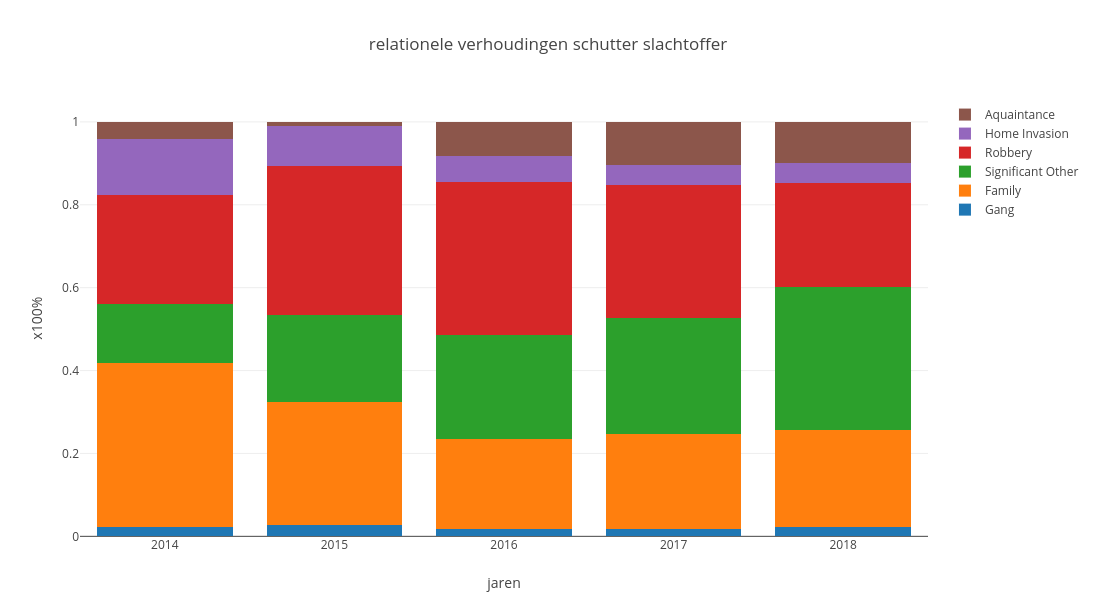 relationele verhoudingen schutter slachtoffer
Aquaintance
Home Invasion
Robbery
Significant Other
Family
Gang
x100%
1
0.8
0.6
0.4
0.2
0
2014 2015 2016 2017 2018
jaren